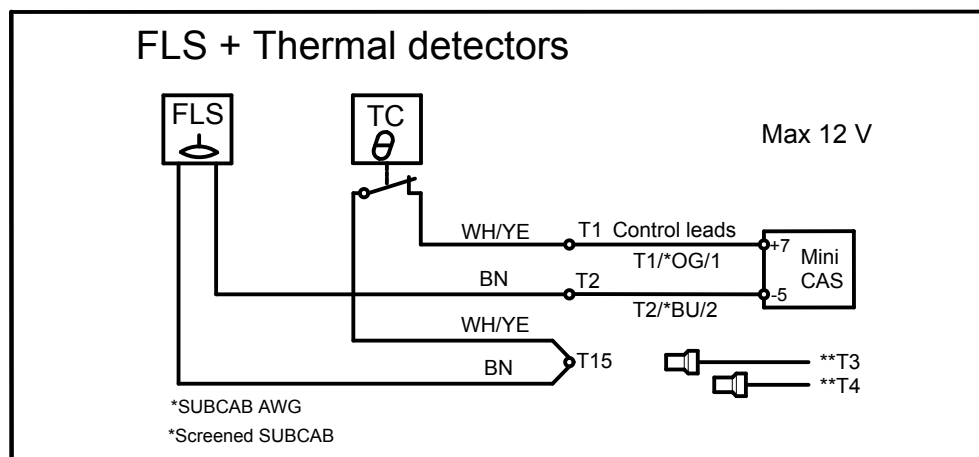 FLS + Thermal detectors
FLS
TC
θ
Max 12 V
WH/YE
T1
Control leads
+7
T1/*OG/1
Mini
CAS
BN
T2
-5
T2/*BU/2
WH/YE
T15
BN
**T3
**T4
*SUBCAB AWG
*Screened SUBCAB